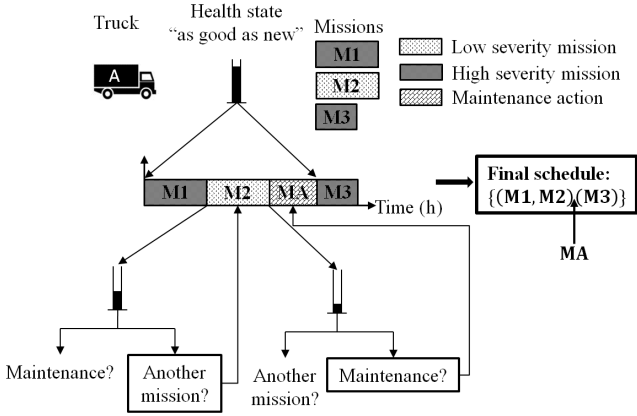 Truck
Health state
“as good as new”
Missions
A
M1
M2
M3
Low severity mission
High severity mission
Maintenance action
M1 M2 MA M3
Time (h)
Final schedule:
{(M1, M2)(M3)}
MA
Maintenance?
Another
mission?
Another
mission?
Maintenance?